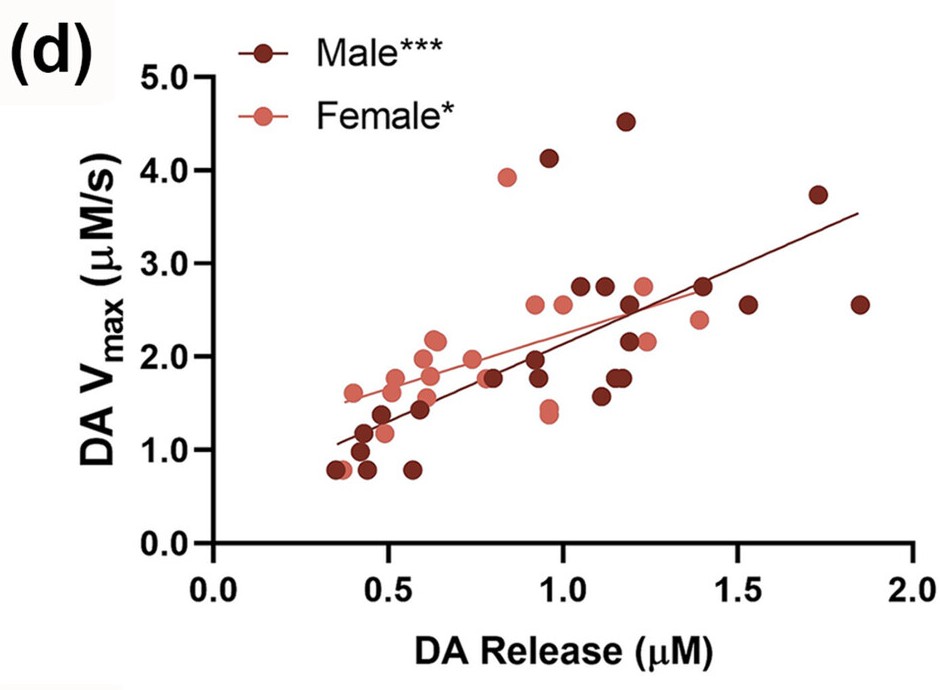 (d)
Male***
Female*
5.0
4.0
3.0
2.0
1.0
0.0
DA Vmax (μM/s)
0.0 0.5 1.0 1.5 2.0
DA Release (μM)